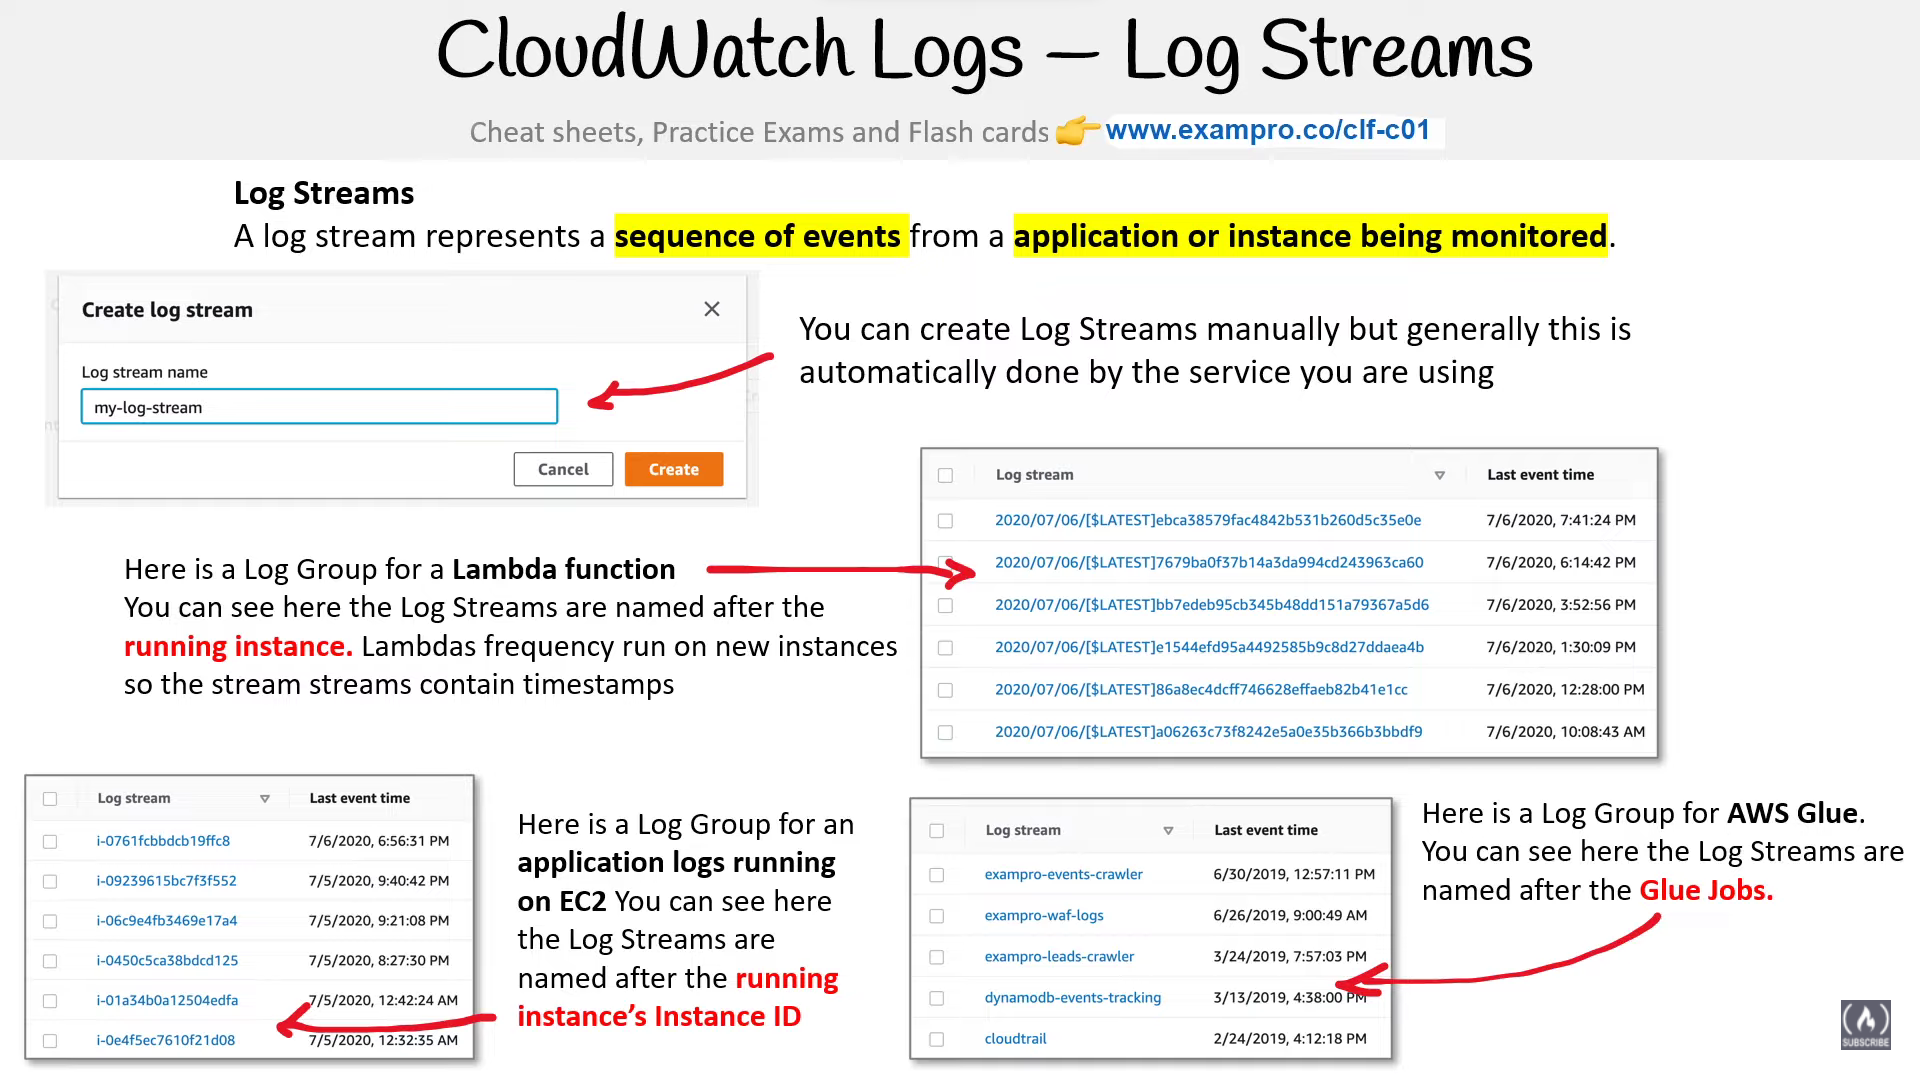 CloudWatch Logs – Log Streams
Cheat sheets, Practice Exams and Flash cards 👉 www.exampro.co/clf-c01
Log Streams
A log stream represents a sequence of events from a application or instance being monitored.
Create log stream
Log stream name
my-log-stream
Cancel Create
You can create Log Streams manually but generally this is
automatically done by the service you are using
Here is a Log Group for a Lambda function
You can see here the Log Streams are named after the
running instance. Lambdas frequency run on new instances
so the stream streams contain timestamps
Log stream Last event time
2020/07/06/[$LATEST]ebca38579fac4842b531b260d5c35e0e 7/6/2020, 7:41:24 PM
2020/07/06/[$LATEST]7679ba0f37b14a3da994cd243963ca60 7/6/2020, 6:14:42 PM
2020/07/06/[$LATEST]bb7edeb95cb345b48dd151a79367a5d6 7/6/2020, 3:52:56 PM
2020/07/06/[$LATEST]e1544efd95a4492585b9c8d27ddaea4b 7/6/2020, 1:30:09 PM
2020/07/06/[$LATEST]86a8ec4dcff746628effaeb82b41e1cc 7/6/2020, 12:28:00 PM
2020/07/06/[$LATEST]a06263c73f8242e5a0e35b366b3bbdf9 7/6/2020, 10:08:43 AM
Log stream Last event time
i-0761fcbbdcb19ffc8 7/6/2020, 6:56:31 PM
i-09239615bc7f3f552 7/5/2020, 9:40:42 PM
i-06c9e4fb3469e17a4 7/5/2020, 9:21:08 PM
i-0450c5ca38bdcd125 7/5/2020, 8:27:30 PM
i-01a34b0a12504edfa 7/5/2020, 12:42:24 AM
i-0e4f5ec7610f21d08 7/5/2020, 12:32:35 AM
Here is a Log Group for an
application logs running
on EC2 You can see here
the Log Streams are
named after the running
instance’s Instance ID
Log stream Last event time
exampro-events-crawler 6/30/2019, 12:57:11 PM
exampro-waf-logs 6/26/2019, 9:00:49 AM
exampro-leads-crawler 3/24/2019, 7:57:03 PM
dynamodb-events-tracking 3/13/2019, 4:38:00 PM
cloudtrail 2/24/2019, 4:12:18 PM
Here is a Log Group for AWS Glue.
You can see here the Log Streams are
named after the Glue Jobs.
SUBSCRIBE